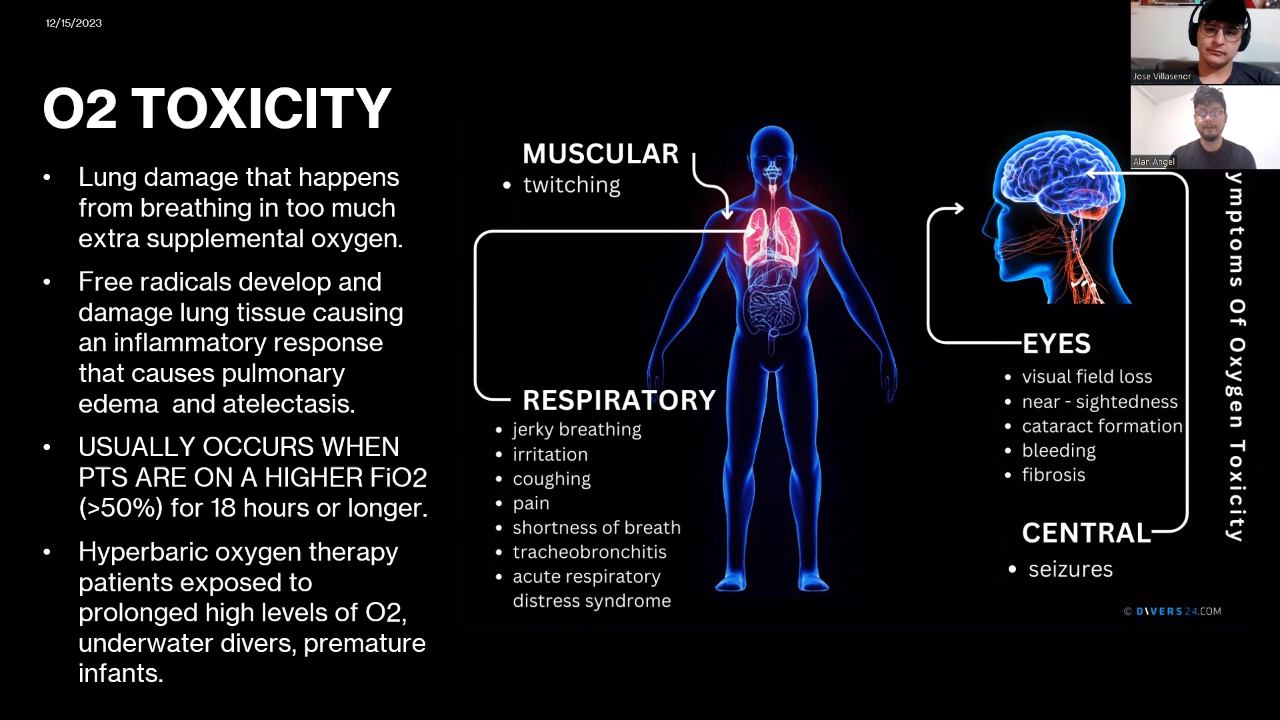 12/15/2023
O2 TOXICITY
• Lung damage that happens
from breathing in too much
extra supplemental oxygen.
• Free radicals develop and
damage lung tissue causing
an inflammatory response
that causes pulmonary
edema  and atelectasis.
• USUALLY OCCURS WHEN
PTS ARE ON A HIGHER FiO2
(>50%) for 18 hours or longer.
• Hyperbaric oxygen therapy
patients exposed to
prolonged high levels of O2,
underwater divers, premature
infants.
MUSCULAR
• twitching
RESPIRATORY
• jerky breathing
• irritation
• coughing
• pain
• shortness of breath
• tracheobronchitis
• acute respiratory
distress syndrome
EYES
• visual field loss
• near - sightedness
• cataract formation
• bleeding
• fibrosis
CENTRAL
• seizures
ymptoms Of Oxygen Toxicity
© DIVERS24.COM
Jose Villasenor
Alan Angel